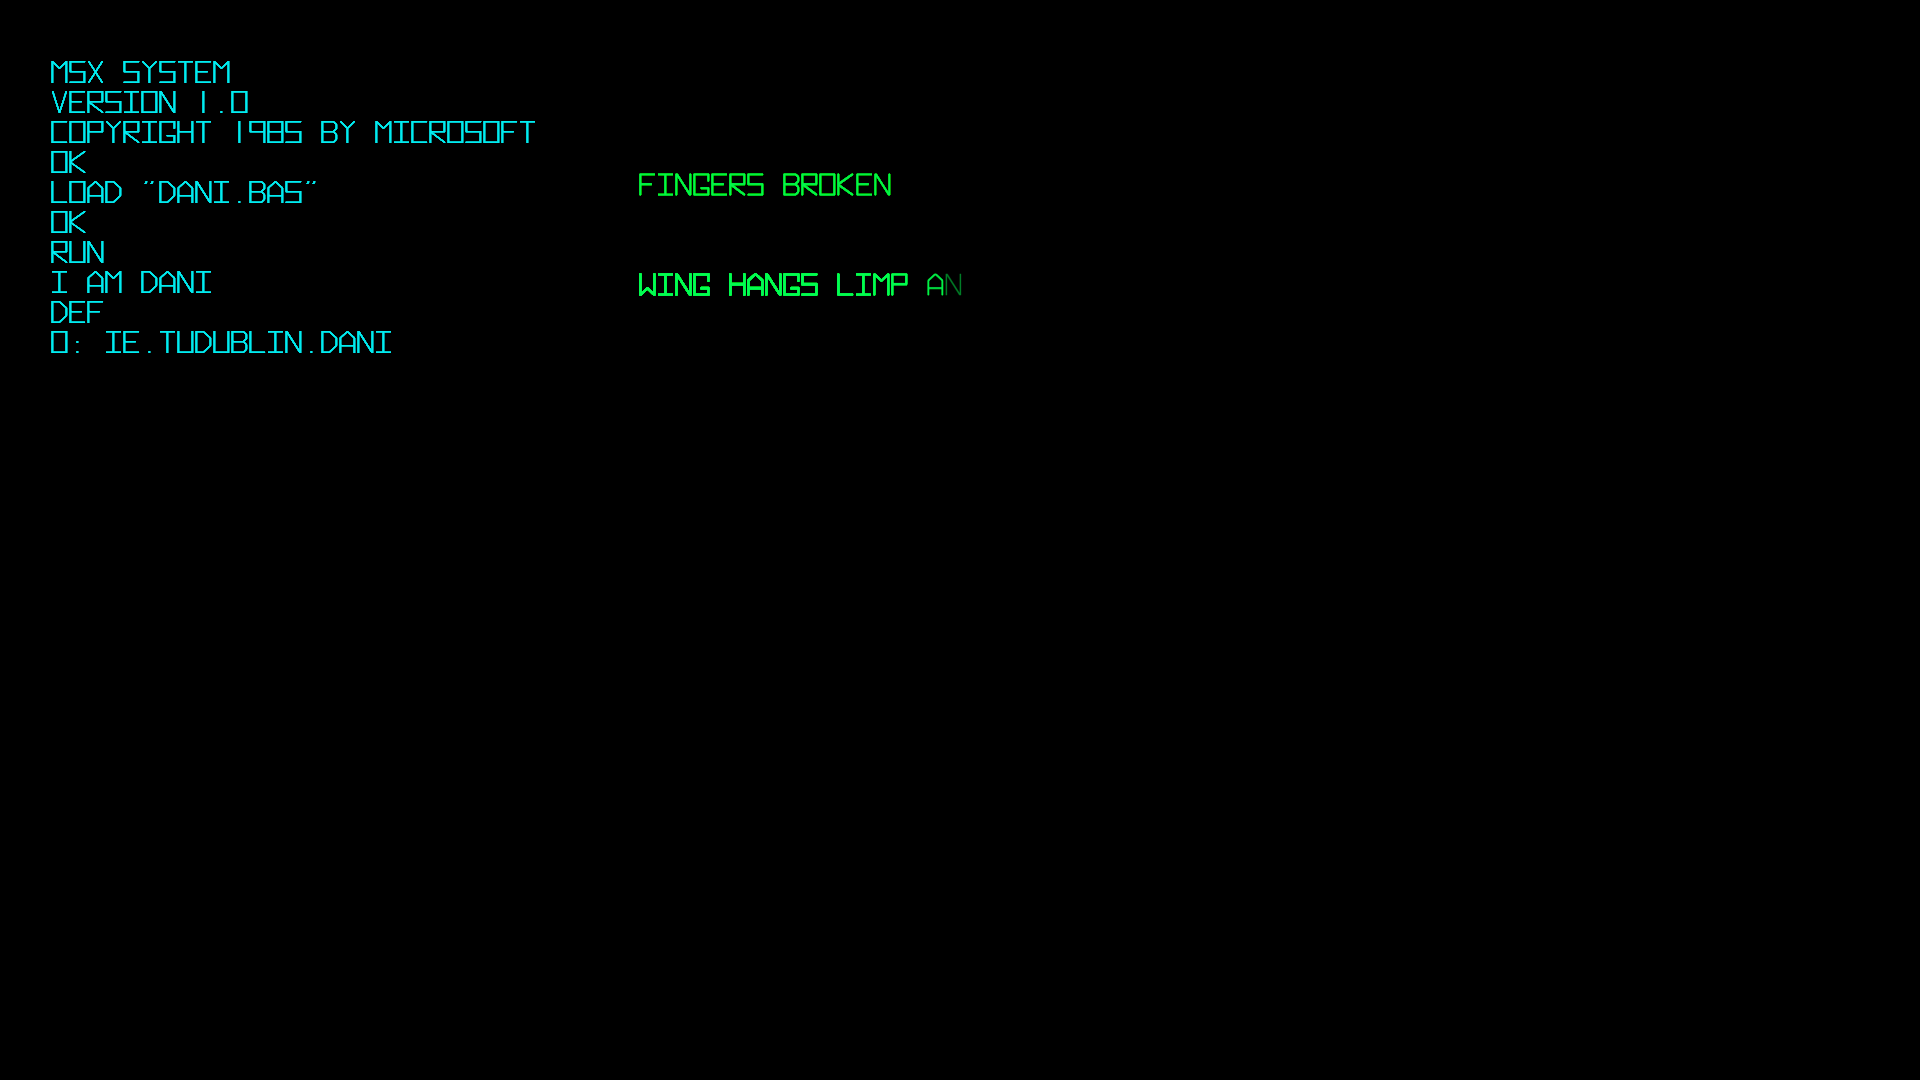 MSX SYSTEM
VERSION 1.0
COPYRIGHT 1985 BY MICROSOFT
OK
LOAD "DANI.BAS"
OK
RUN
I AM DANI
DEF
0: IE.TUDUBLIN.DANI
FINGERS BROKEN
WING HANGS LIMP AN